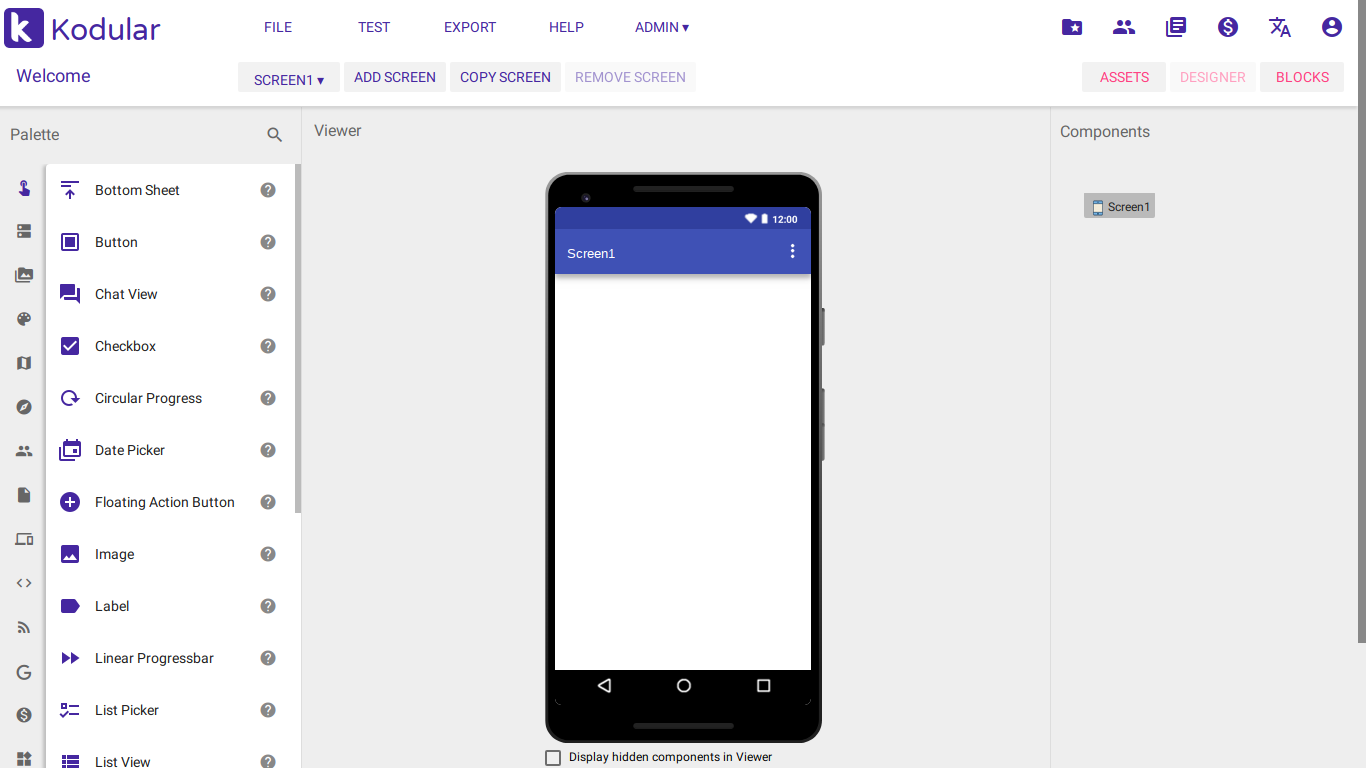 k Kodular
FILE
TEST
EXPORT
HELP
ADMIN ▾
Welcome
SCREEN1 ▾
ADD SCREEN
COPY SCREEN
REMOVE SCREEN
ASSETS
DESIGNER
BLOCKS
Palette
Bottom Sheet
Button
Chat View
Checkbox
Circular Progress
Date Picker
Floating Action Button
Image
Label
Linear Progressbar
List Picker
List View
Viewer
12:00
Screen1
Display hidden components in Viewer
Components
Screen1